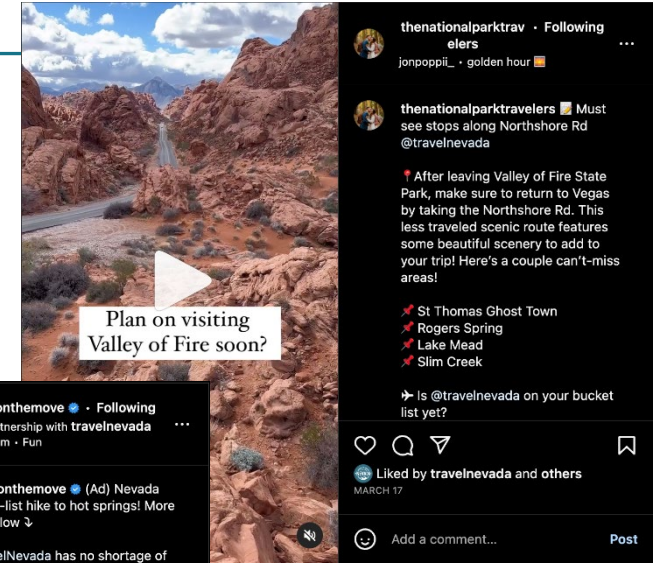 thenationalparktrav • Following
elers
jonpoppii_ • golden hour 🌅
thenationalparktravelers 📝 Must
see stops along Northshore Rd
@travelnevada
📍After leaving Valley of Fire State
Park, make sure to return to Vegas
by taking the Northshore Rd. This
less traveled scenic route features
some beautiful scenery to add to
your trip! Here's a couple can't-miss
areas!
📌 St Thomas Ghost Town
📌 Rogers Spring
📌 Lake Mead
📌 Slim Creek
✈ Is @travelnevada on your bucket
list yet?
Liked by travelnevada and others
MARCH 17
Add a comment... Post
Plan on visiting
Valley of Fire soon?
onthemove • Following
tnership with travelnevada
m • Fun
onthemove (Ad) Nevada
-list hike to hot springs! More
low ⤵
elNevada has no shortage of